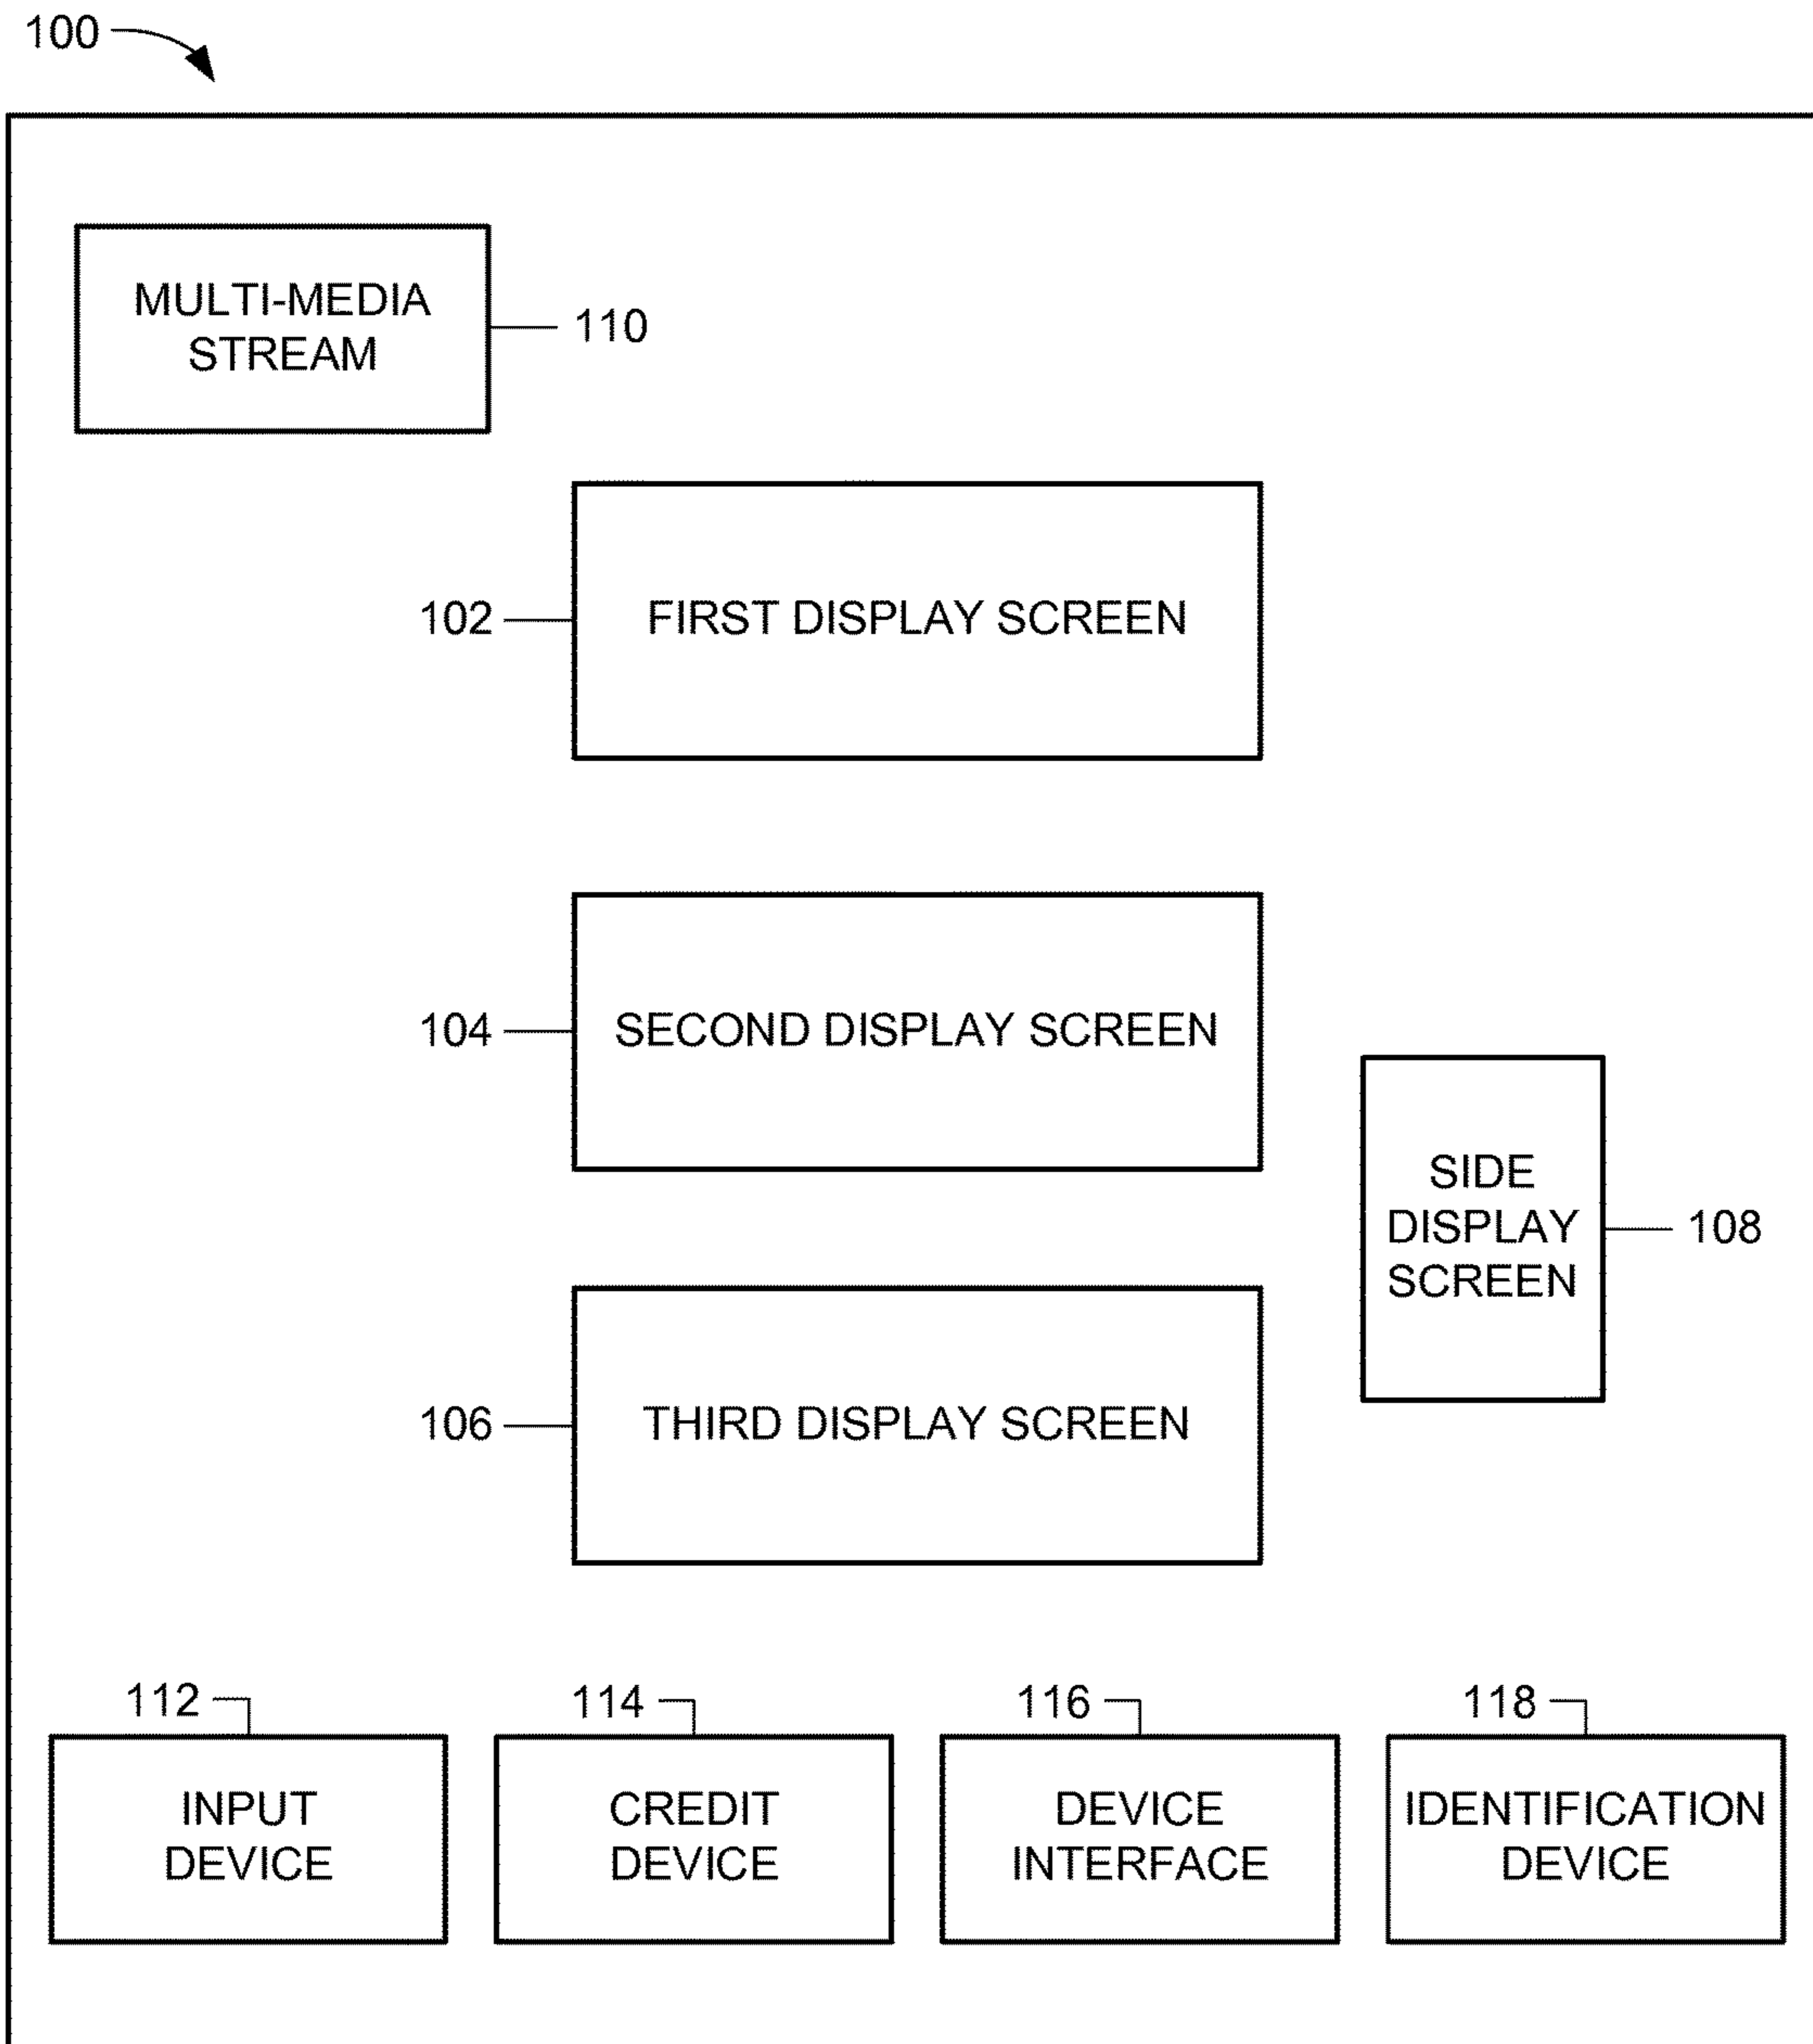 100
MULTI-MEDIA
STREAM
110
102
FIRST DISPLAY SCREEN
104
SECOND DISPLAY SCREEN
SIDE
DISPLAY
SCREEN
108
106
THIRD DISPLAY SCREEN
112
INPUT
DEVICE
114
CREDIT
DEVICE
116
DEVICE
INTERFACE
118
IDENTIFICATION
DEVICE